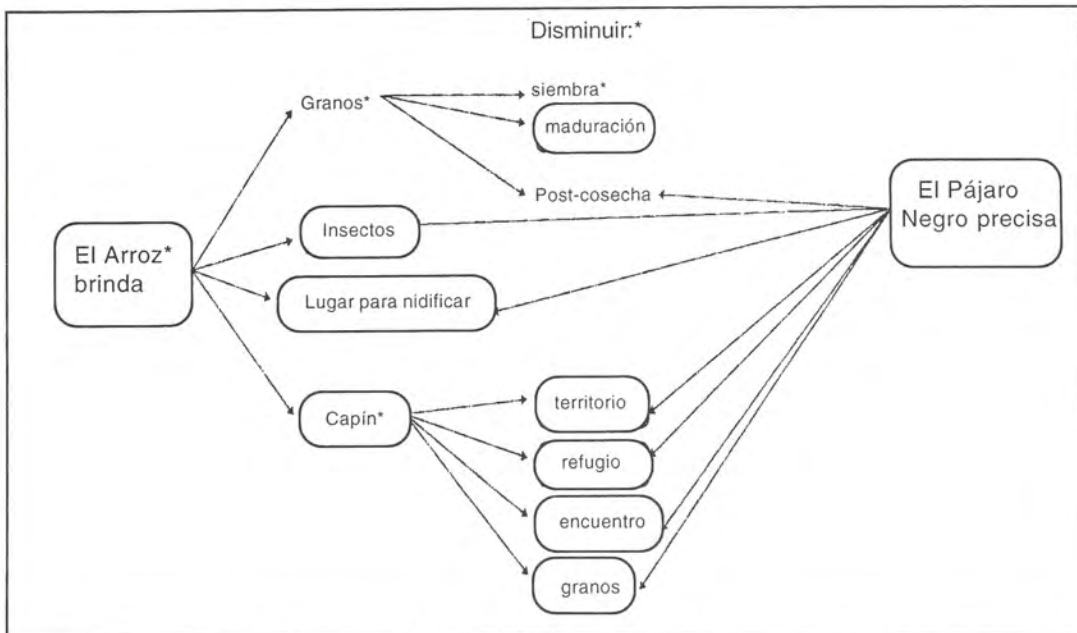 Disminuir:*
Granos*
siembra*
maduración
Post-cosecha
El Pájaro
Negro precisa
Insectos
El Arroz*
brinda
Lugar para nidificar
Capín*
territorio
refugio
encuentro
granos